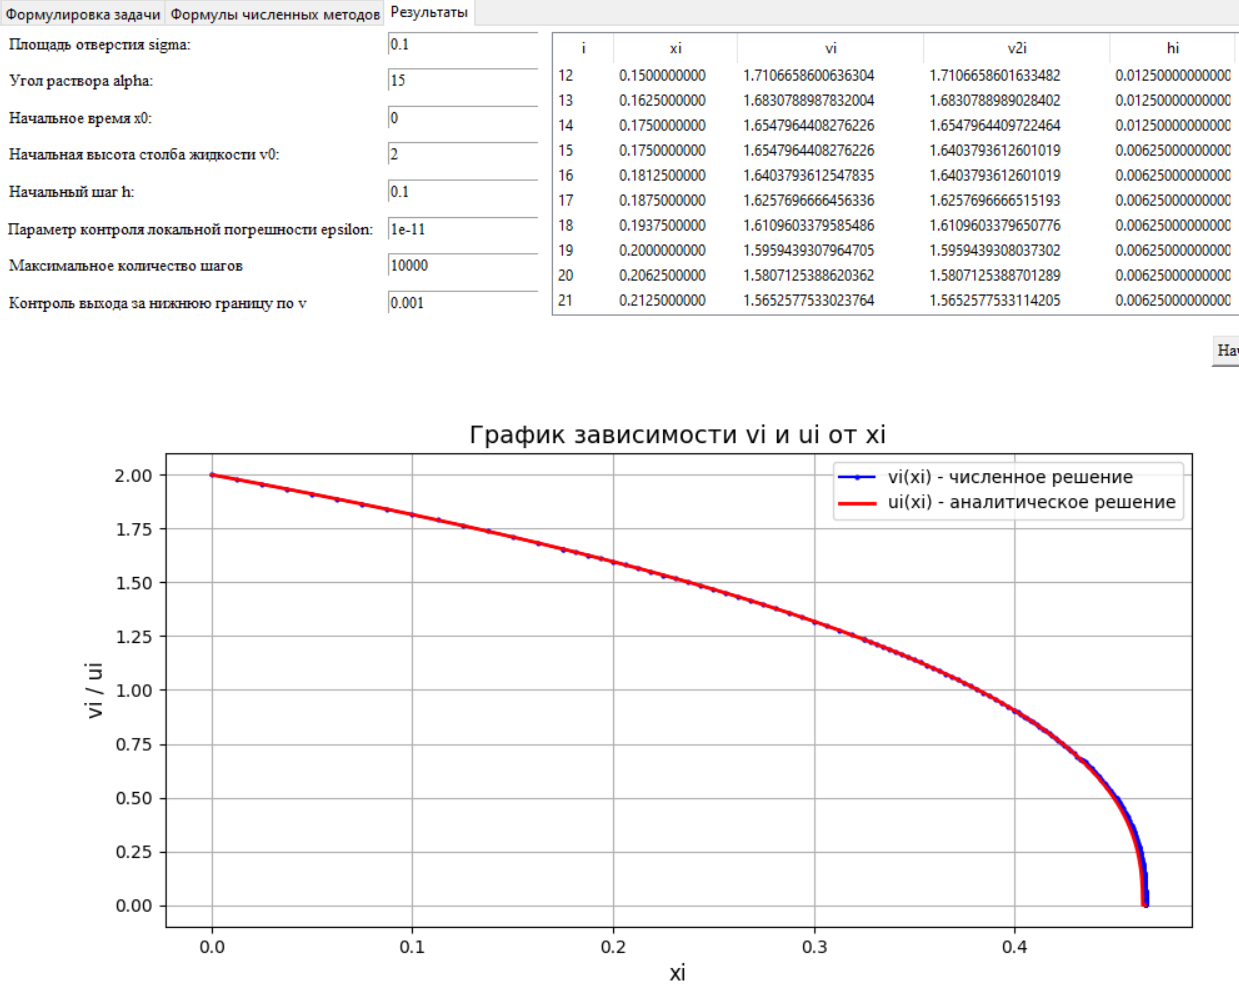 Формулировка задачи Формулы численных методов Результаты
Площадь отверстия sigma: 0.1
Угол раствора alpha: 15
Начальное время x0: 0
Начальная высота столба жидкости v0: 2
Начальный шаг h: 0.1
Параметр контроля локальной погрешности epsilon: 1e-11
Максимальное количество шагов 10000
Контроль выхода за нижнюю границу по v 0.001
i xi vi v2i hi
12 0.1500000000 1.7106658600636304 1.7106658601633482 0.01250000000000
13 0.1625000000 1.6830788987832004 1.6830788989028402 0.01250000000000
14 0.1750000000 1.6547964408276226 1.6547964409722464 0.01250000000000
15 0.1750000000 1.6547964408276226 1.6403793612601019 0.00625000000000
16 0.1812500000 1.6403793612547835 1.6403793612601019 0.00625000000000
17 0.1875000000 1.6257696666456336 1.6257696666515193 0.00625000000000
18 0.1937500000 1.6109603379585486 1.6109603379650776 0.00625000000000
19 0.2000000000 1.5959439307964705 1.5959439308037302 0.00625000000000
20 0.2062500000 1.5807125388620362 1.5807125388701289 0.00625000000000
21 0.2125000000 1.5652577533023764 1.5652577533114205 0.00625000000000
График зависимости vi и ui от xi
vi(xi) - численное решение
ui(xi) - аналитическое решение
2.00
1.75
1.50
1.25
1.00
0.75
0.50
0.25
0.00
vi / ui
0.0 0.1 0.2 0.3 0.4
xi